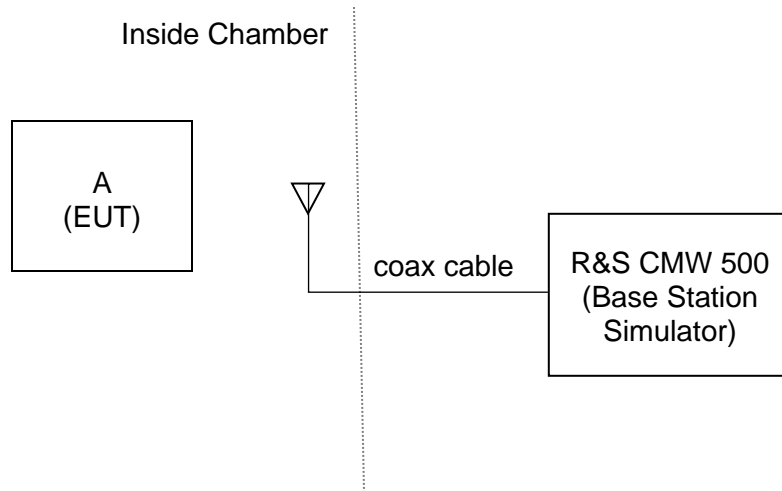 Inside Chamber
A
(EUT)
coax cable
R&S CMW 500
(Base Station
Simulator)